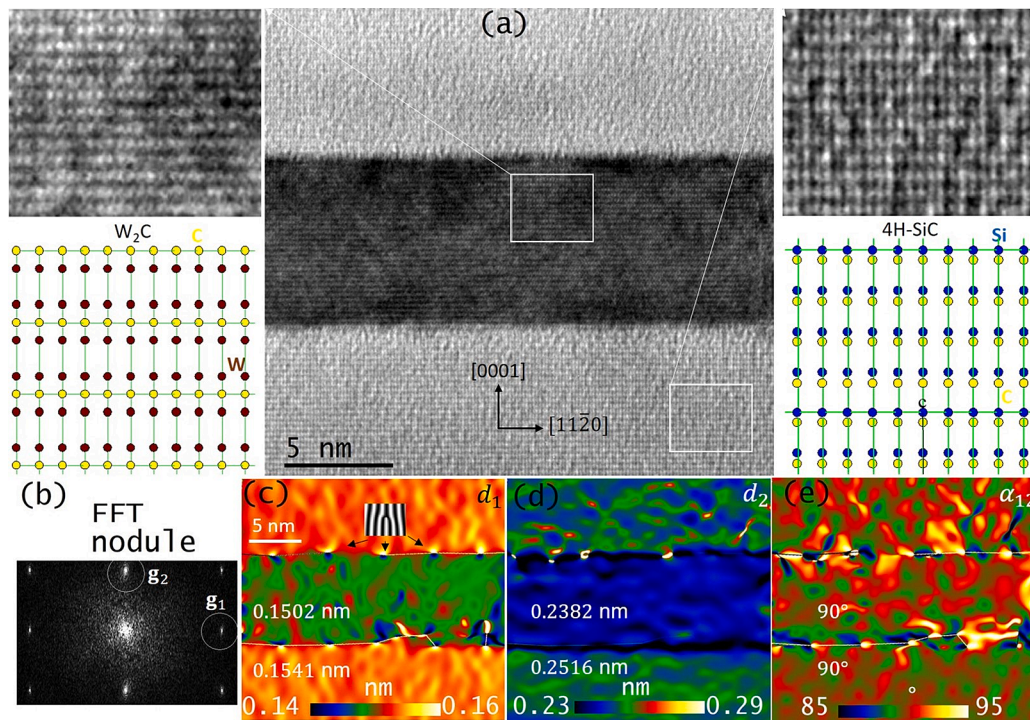 (a)
W₂C
C
W
[0001]
[112̅0]
5 nm
4H-SiC
Si
C
c
(b)
FFT
nodule
g₂
g₁
(c)
d₁
5 nm
0.1502 nm
0.1541 nm
nm
0.14
0.16
(d)
d₂
0.2382 nm
0.2516 nm
nm
0.23
0.29
(e)
α₁₂
90°
90°
°
85
95